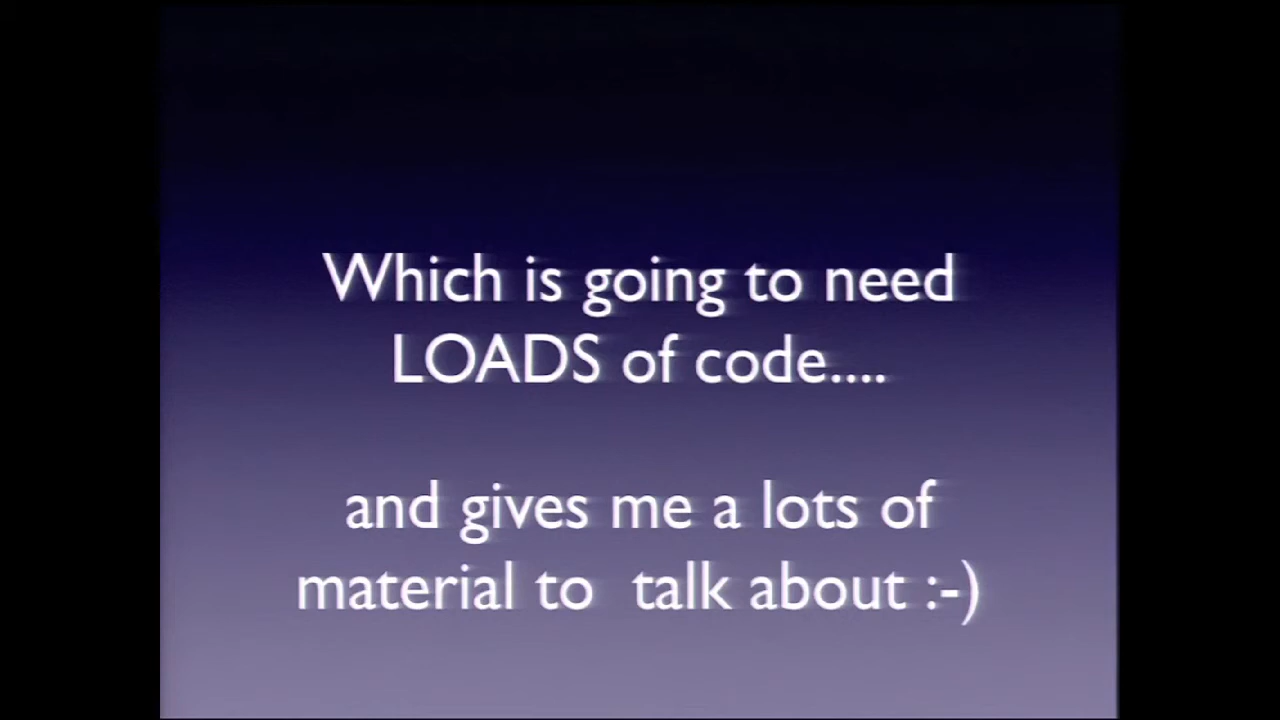 Which is going to need
LOADS of code....
and gives me a lots of
material to  talk about :-)